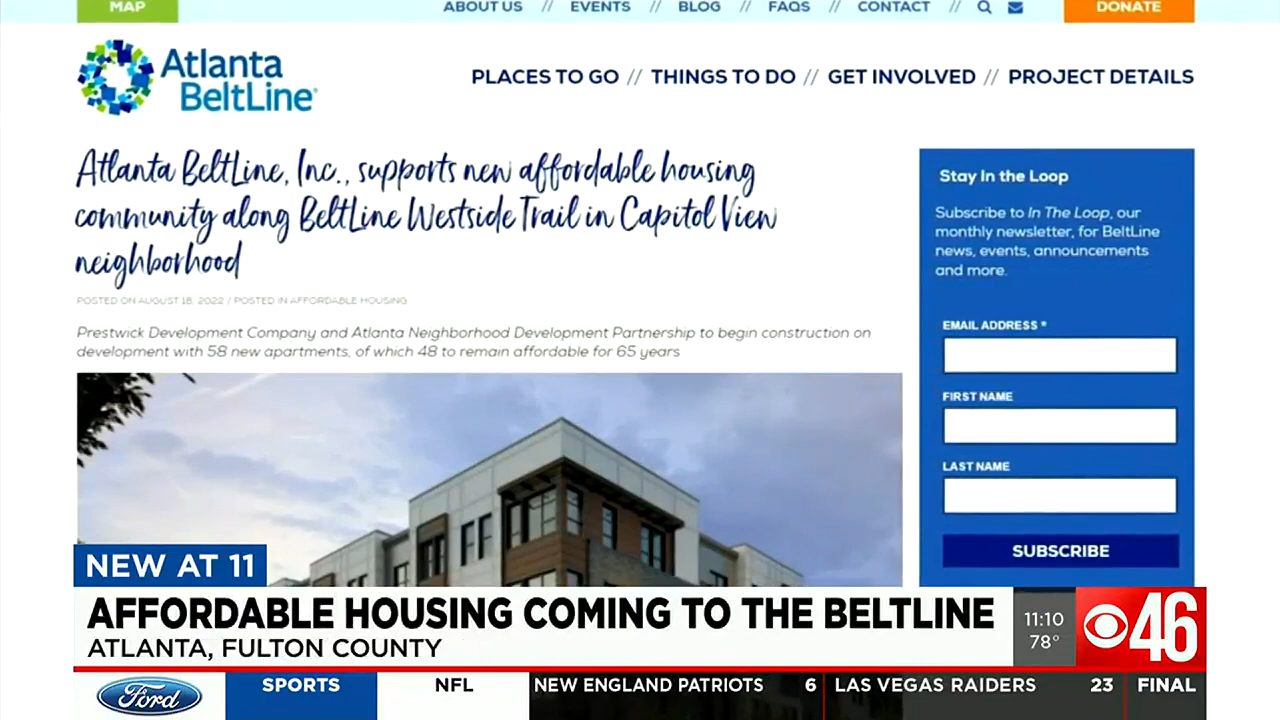 MAP
ABOUT US // EVENTS // BLOG // FAQS // CONTACT //
DONATE
Atlanta
BeltLine
PLACES TO GO // THINGS TO DO // GET INVOLVED // PROJECT DETAILS
Atlanta BeltLine, Inc., supports new affordable housing
community along BeltLine Westside Trail in Capitol View
neighborhood
POSTED ON AUGUST 18, 2022 / POSTED IN AFFORDABLE HOUSING
Prestwick Development Company and Atlanta Neighborhood Development Partnership to begin construction on
development with 58 new apartments, of which 48 to remain affordable for 65 years
Stay In the Loop
Subscribe to In The Loop, our
monthly newsletter, for BeltLine
news, events, announcements
and more.
EMAIL ADDRESS *
FIRST NAME
LAST NAME
SUBSCRIBE
NEW AT 11
AFFORDABLE HOUSING COMING TO THE BELTLINE
ATLANTA, FULTON COUNTY
11:10
78°
46
Ford
SPORTS
NFL
NEW ENGLAND PATRIOTS 6
LAS VEGAS RAIDERS 23
FINAL